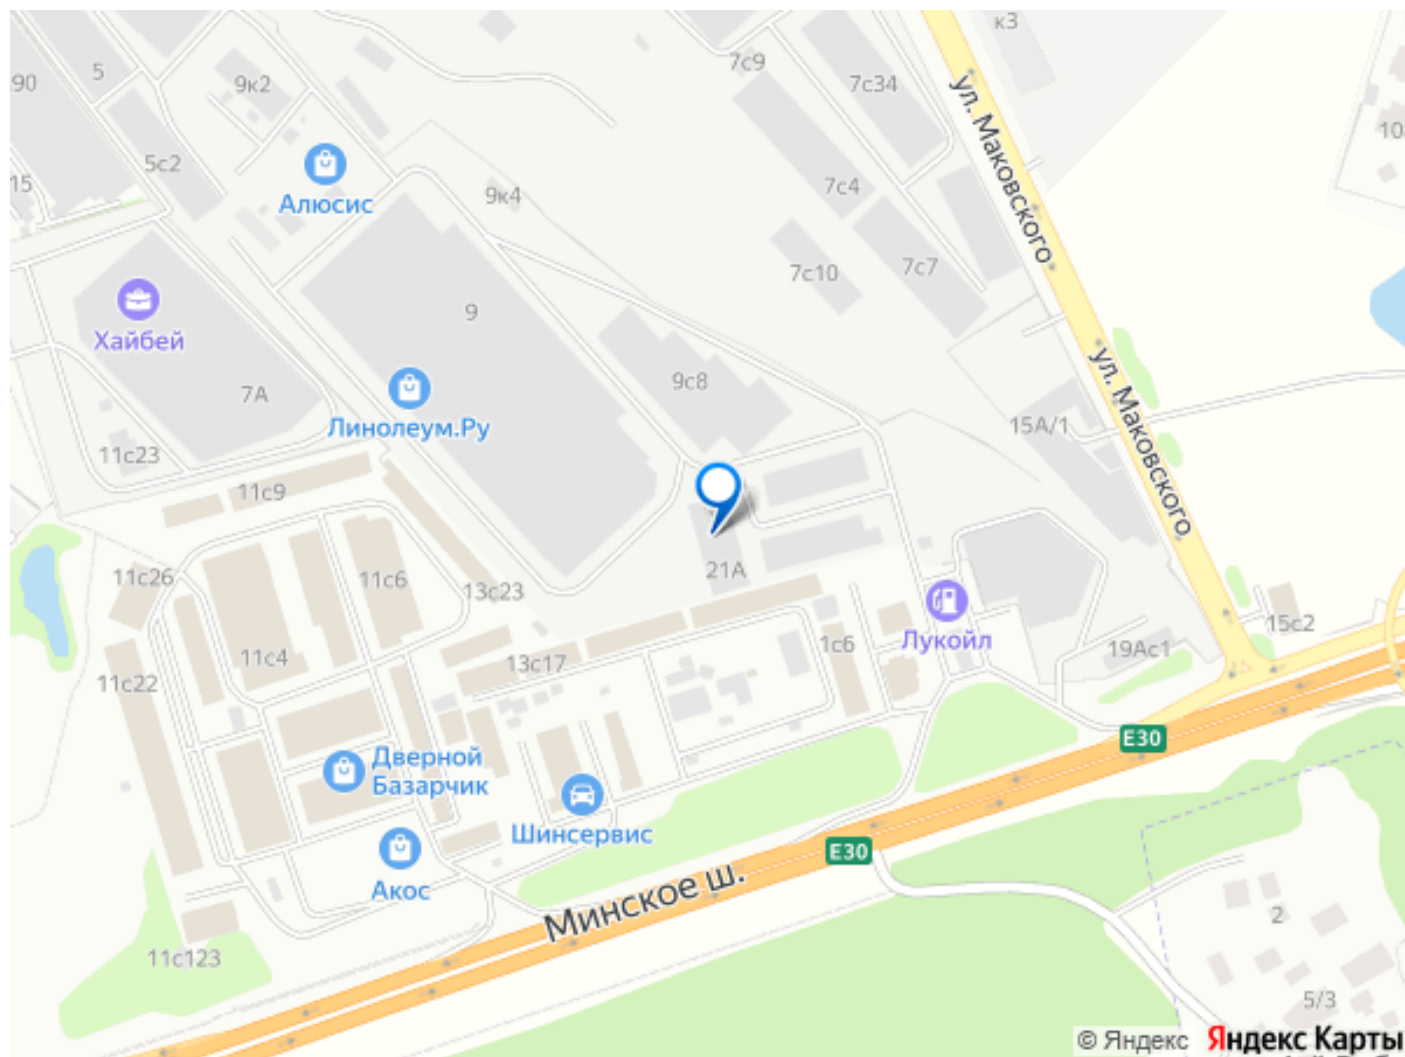 к3
5
90
9к2
7с9
7с34
ул. Маковского
10
5с2
Алюсис
15
9к4
7с4
7с10
7с7
Хайбей
9
7А
Линолеум.Ру
9с8
ул. Маковского
15А/1
11с23
11с9
11с26
11с6
13с23
21А
Лукойл
15с2
11с4
13с17
1с6
19Ас1
11с22
E30
Дверной
Базарчик
Шинсервис
E30
Акос
Минское ш.
2
11с123
5/3
© Яндекс
Яндекс Карты